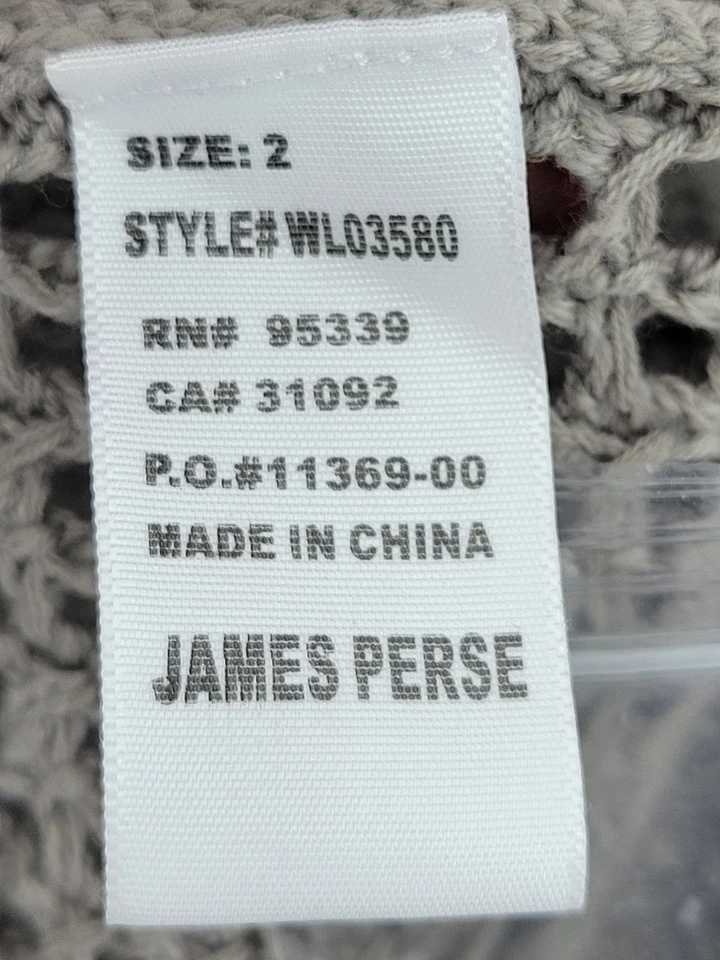 SIZE: 2
STYLE# WL03580
RN# 95339
CA# 31092
P.O.#11369-00
MADE IN CHINA
JAMES PERSE